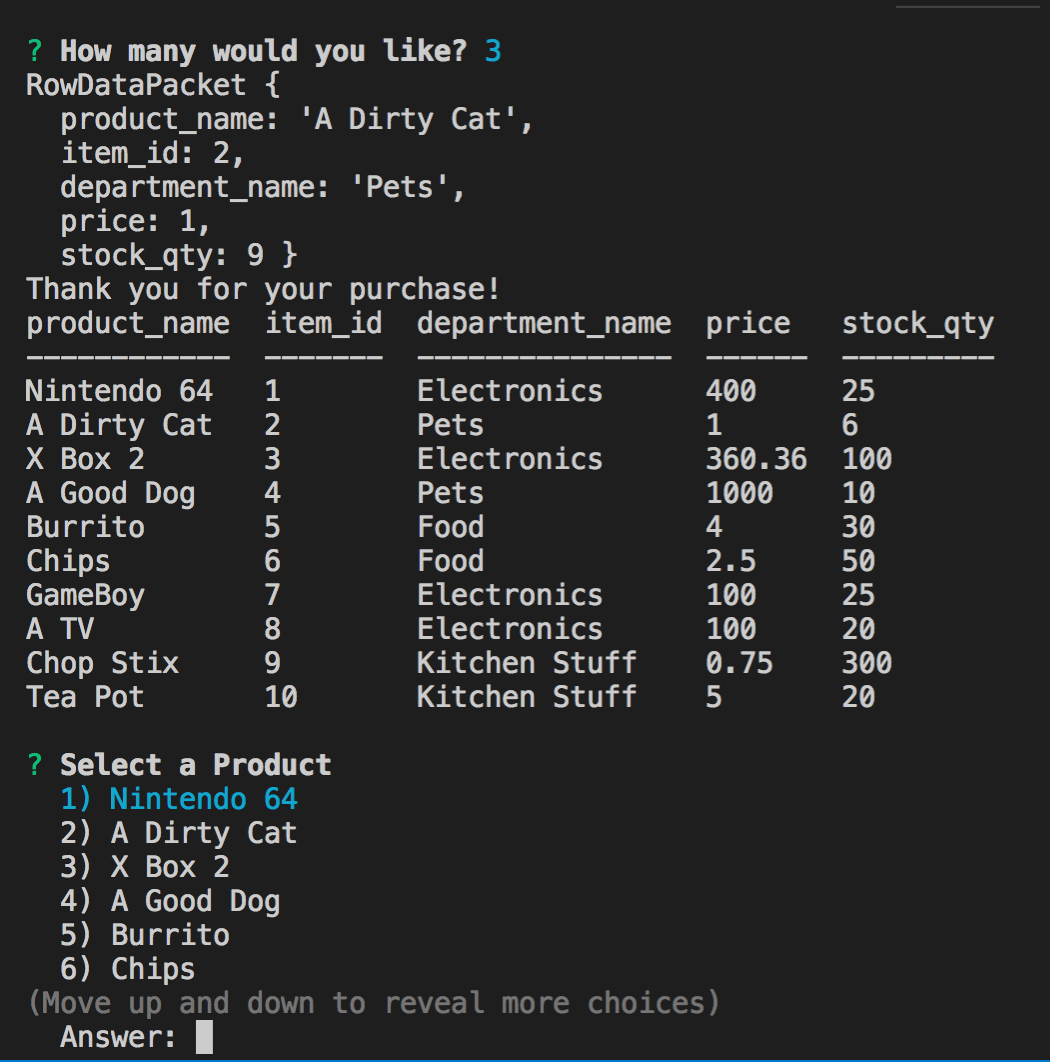 ? How many would you like? 3
RowDataPacket {
  product_name: 'A Dirty Cat',
  item_id: 2,
  department_name: 'Pets',
  price: 1,
  stock_qty: 9 }
Thank you for your purchase!
product_name  item_id  department_name  price   stock_qty
------------  -------  ---------------  ------  ---------
Nintendo 64   1        Electronics      400     25
A Dirty Cat   2        Pets             1       6
X Box 2       3        Electronics      360.36  100
A Good Dog    4        Pets             1000    10
Burrito       5        Food             4       30
Chips         6        Food             2.5     50
GameBoy       7        Electronics      100     25
A TV          8        Electronics      100     20
Chop Stix     9        Kitchen Stuff    0.75    300
Tea Pot       10       Kitchen Stuff    5       20
? Select a Product
  1) Nintendo 64
  2) A Dirty Cat
  3) X Box 2
  4) A Good Dog
  5) Burrito
  6) Chips
(Move up and down to reveal more choices)
  Answer: